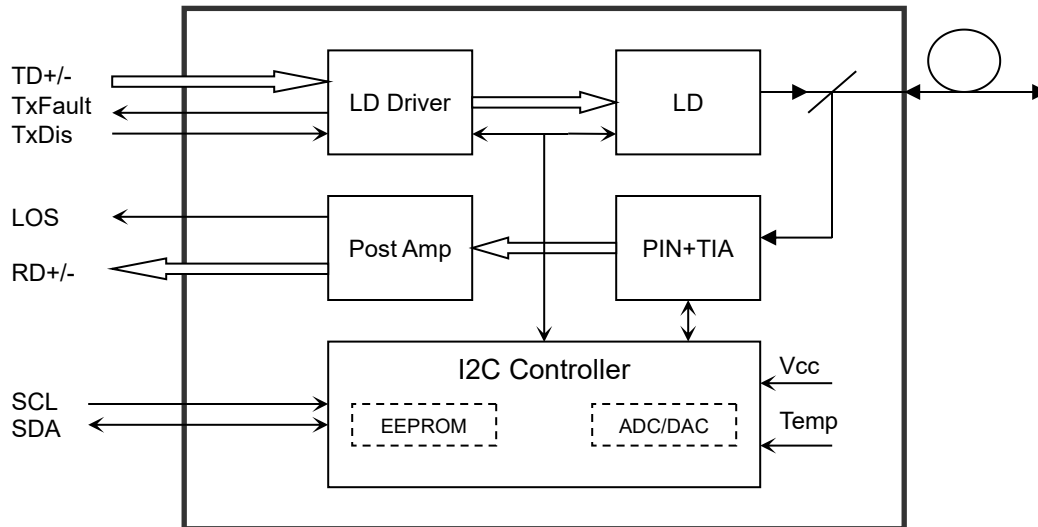 TD+/-
TxFault
TxDis
LD Driver
LD
LOS
RD+/-
Post Amp
PIN+TIA
I2C Controller
SCL
SDA
EEPROM
ADC/DAC
Vcc
Temp